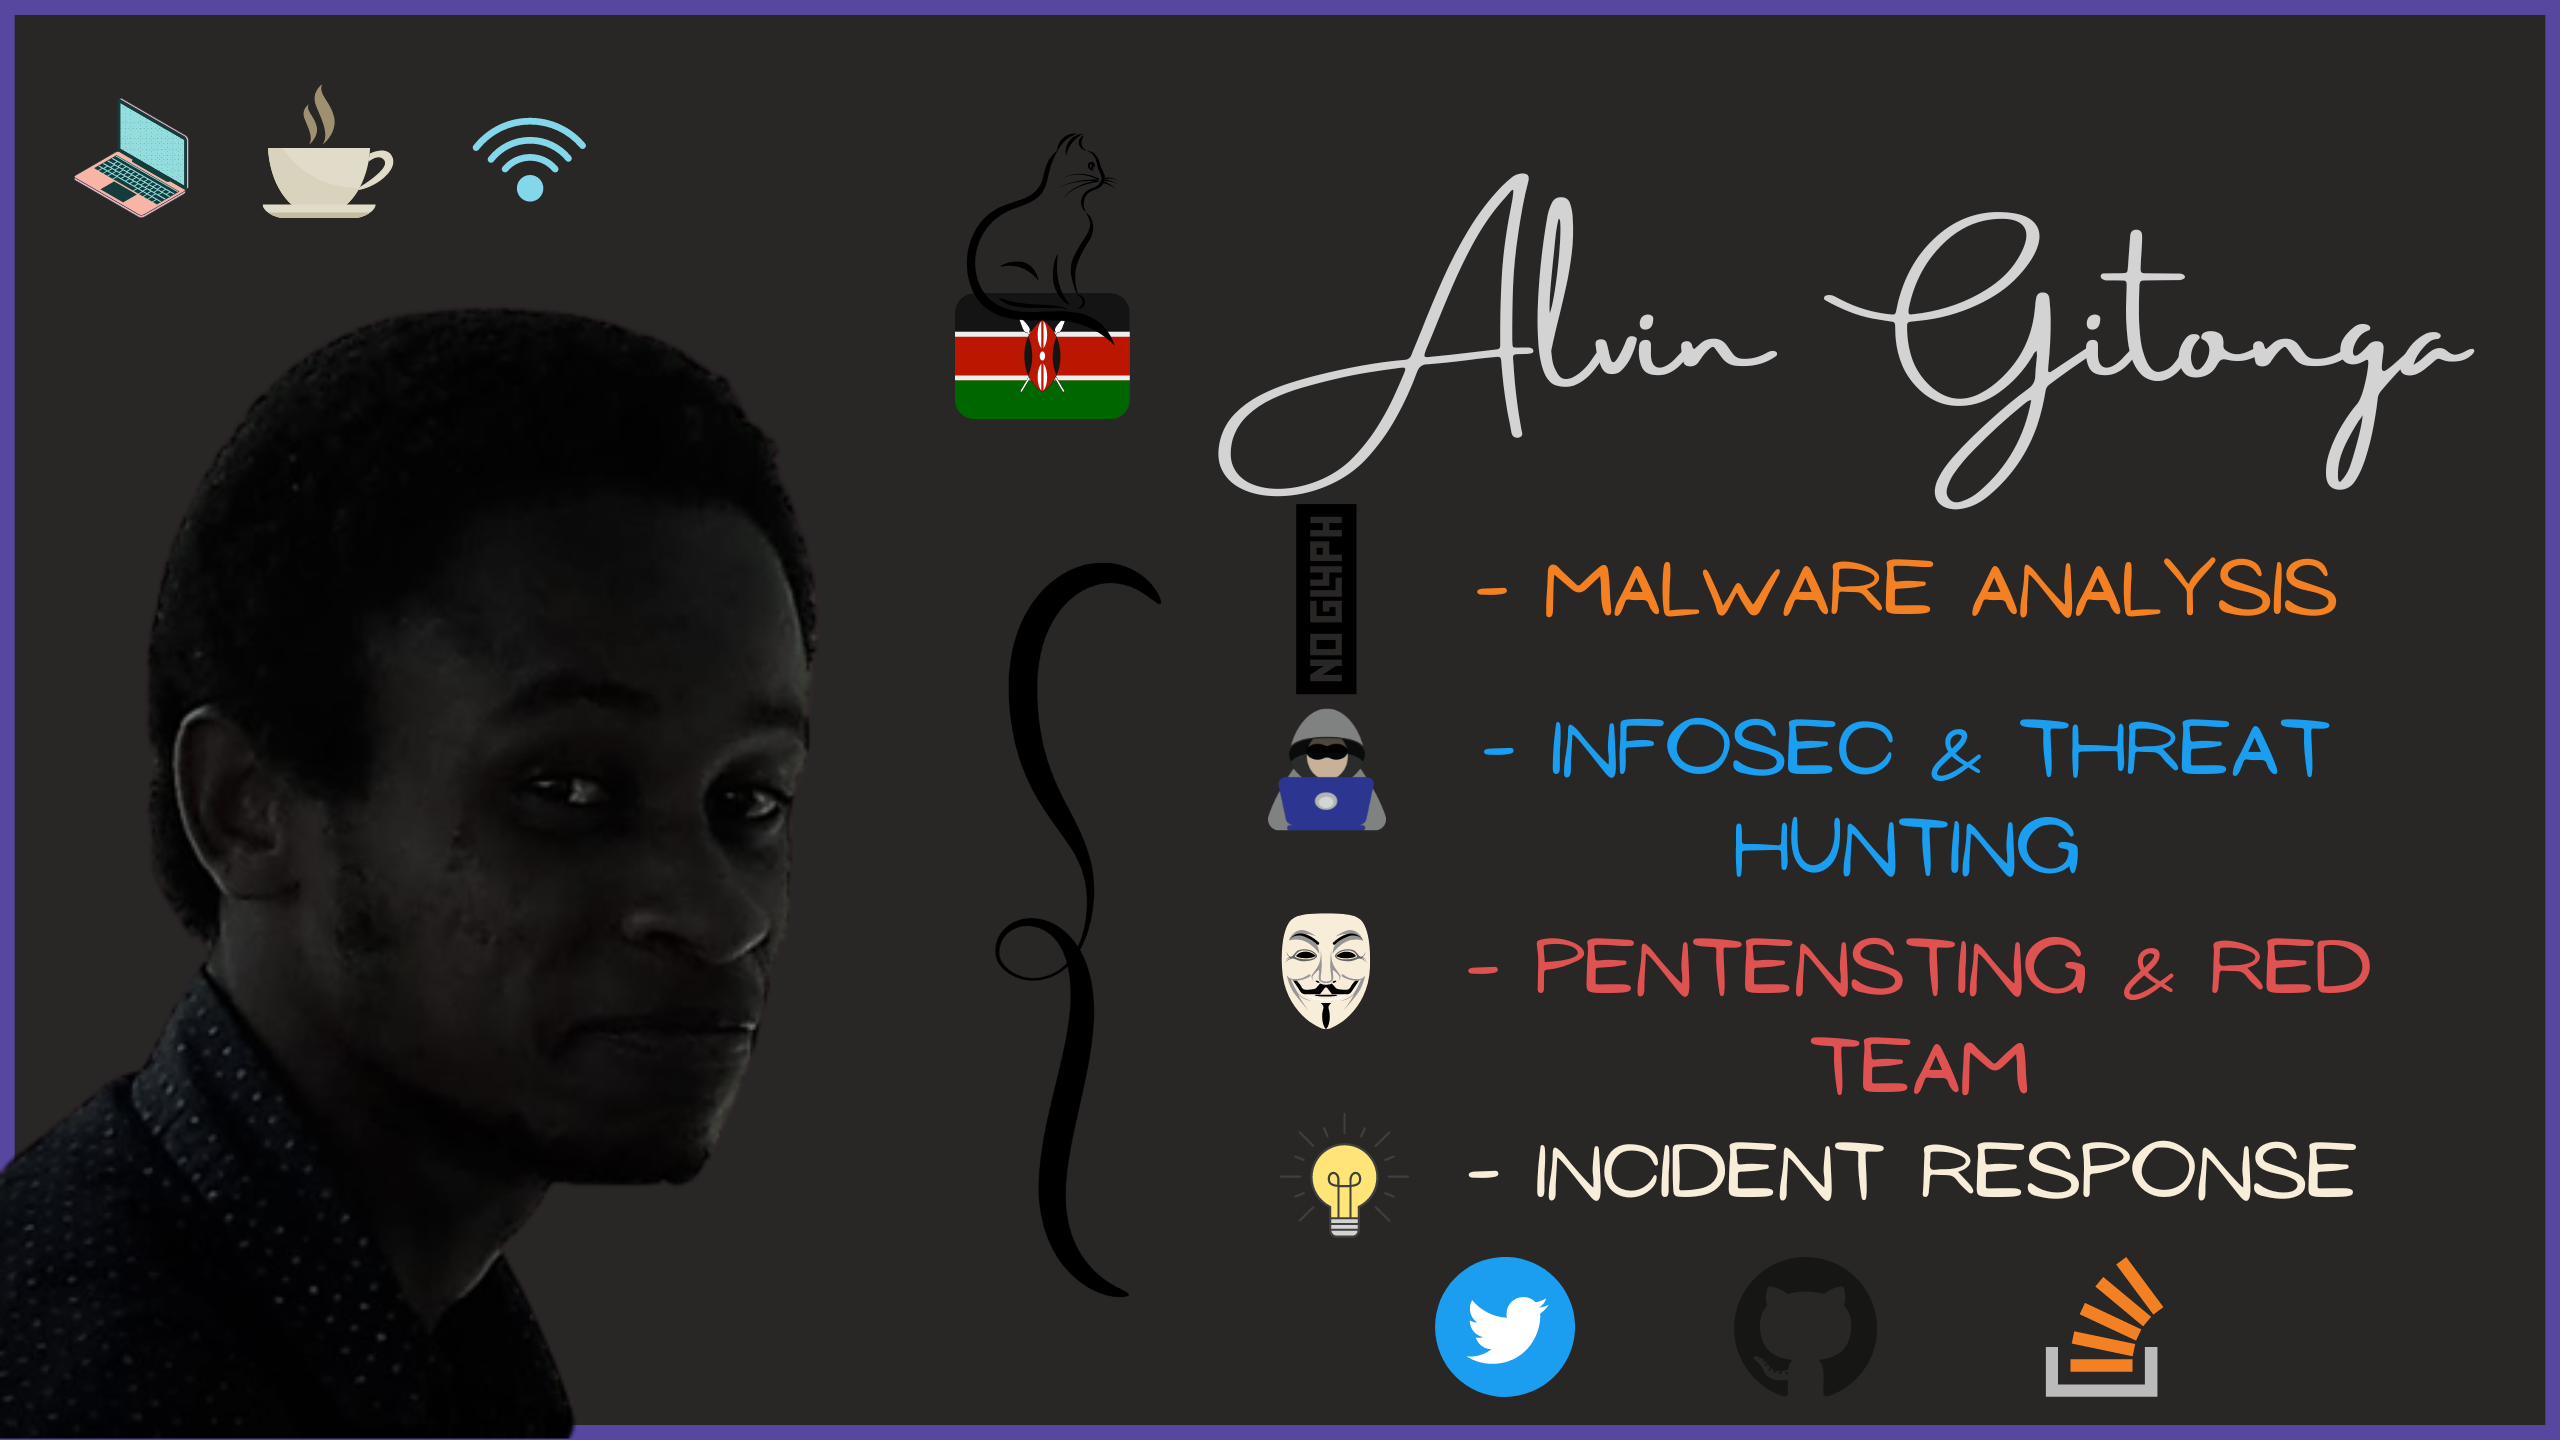 Alvin Gitonga
NO GLYPH
- MALWARE ANALYSIS
- INFOSEC & THREAT
HUNTING
- PENTENSTING & RED
TEAM
- INCIDENT RESPONSE